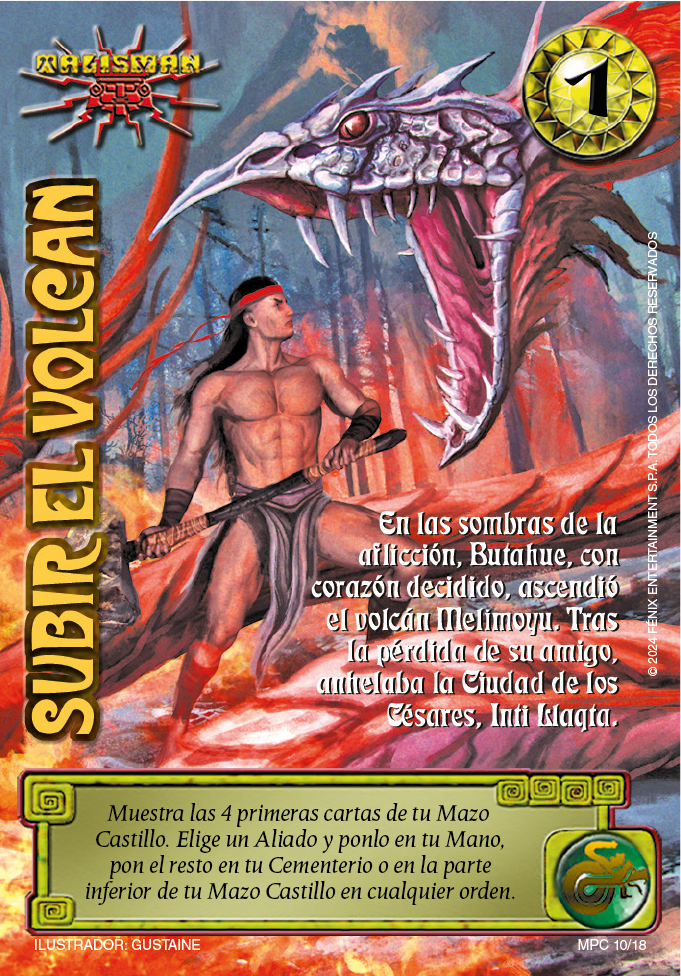 TALISMAN
1
SUBIR EL VOLCAN
En las sombras de la
aflicción, Butahue, con
corazón decidido, ascendió
el volcán Melimoyu. Tras
la pérdida de su amigo,
anhelaba la Ciudad de los
Césares, Inti Llaqta.
© 2024 FÉNIX ENTERTAINMENT S.P.A. TODOS LOS DERECHOS RESERVADOS
Muestra las 4 primeras cartas de tu Mazo
Castillo. Elige un Aliado y ponlo en tu Mano,
pon el resto en tu Cementerio o en la parte
inferior de tu Mazo Castillo en cualquier orden.
ILUSTRADOR: GUSTAINE
MPC 10/18